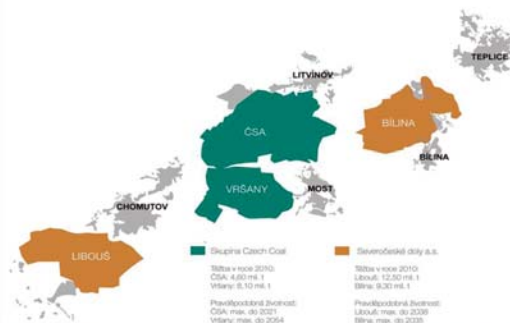 TEPLICE
LITVÍNOV
BÍLINA
ČSA
BÍLINA
VRŠANY
MOST
CHOMUTOV
LIBOUŠ
Skupina Czech Coal
Těžba v roce 2010:
ČSA: 4,60 mil. t
Vršany: 8,10 mil. t
Pravděpodobná životnost:
ČSA: max. do 2021
Vršany: max. do 2054
Severočeské doly a.s.
Těžba v roce 2010:
Libouš: 12,50 mil. t
Bílina: 9,30 mil. t
Pravděpodobná životnost:
Libouš: max. do 2038
Bílina: max. do 2035